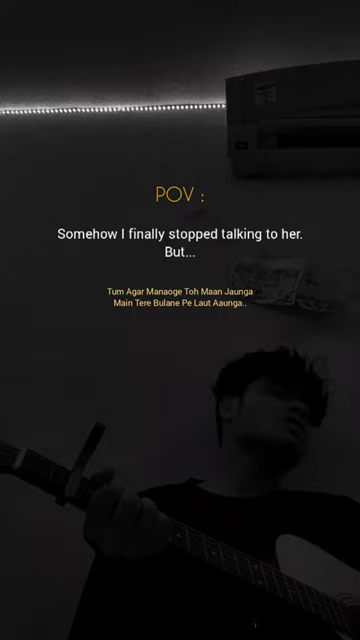 POV :
Somehow I finally stopped talking to her.
But...
Tum Agar Manaoge Toh Maan Jaunga
Main Tere Bulane Pe Laut Aaunga..